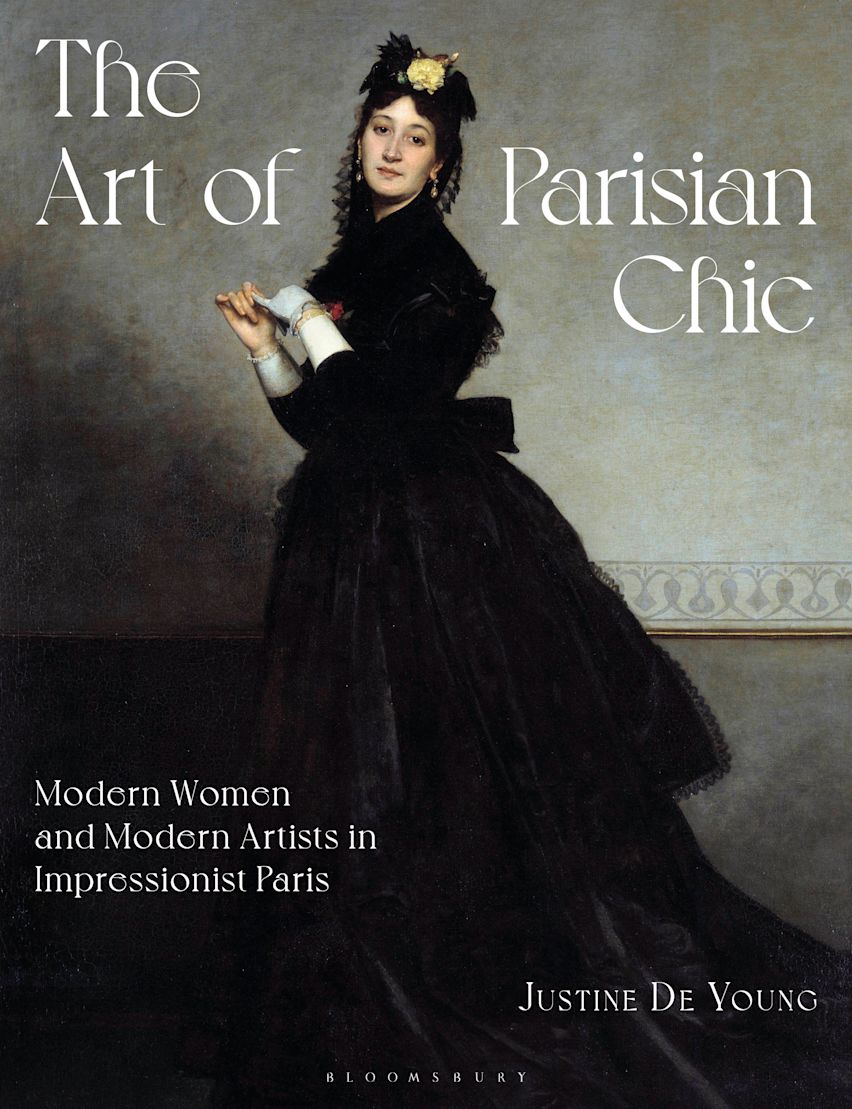 The
Art of Parisian
Chic
Modern Women
and Modern Artists in
Impressionist Paris
Justine De Young
BLOOMSBURY